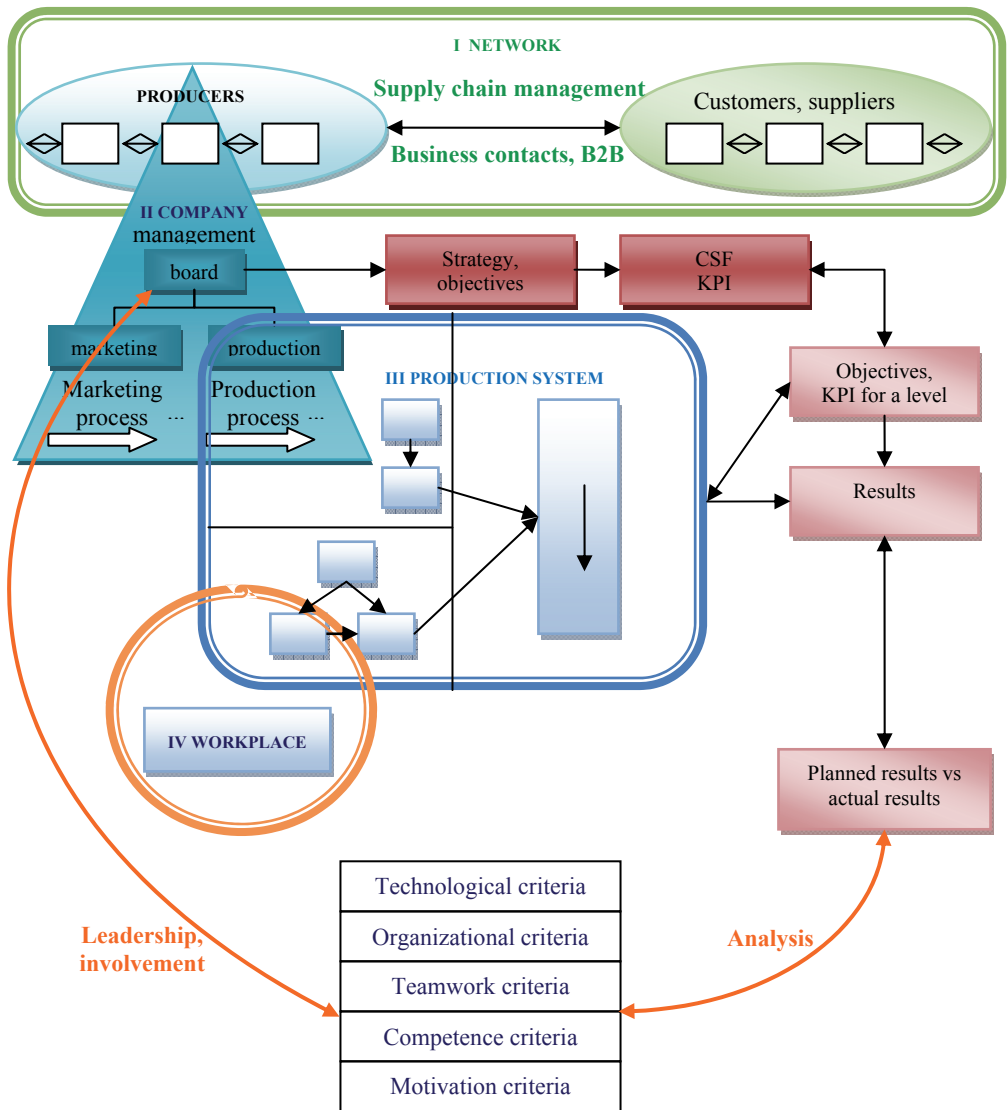 I NETWORK
PRODUCERS
Supply chain management
Customers, suppliers
Business contacts, B2B
II COMPANY
management
board
Strategy,
objectives
CSF
KPI
marketing
production
Marketing
process ...
Production
process ...
III PRODUCTION SYSTEM
Objectives,
KPI for a level
Results
IV WORKPLACE
Planned results vs
actual results
Technological criteria
Organizational criteria
Teamwork criteria
Competence criteria
Motivation criteria
Leadership,
involvement
Analysis